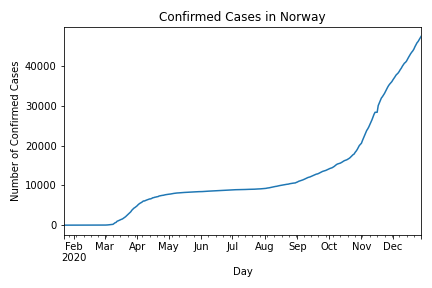 Confirmed Cases in Norway
Number of Confirmed Cases
40000
30000
20000
10000
0
Feb Mar Apr May Jun Jul Aug Sep Oct Nov Dec
2020
Day